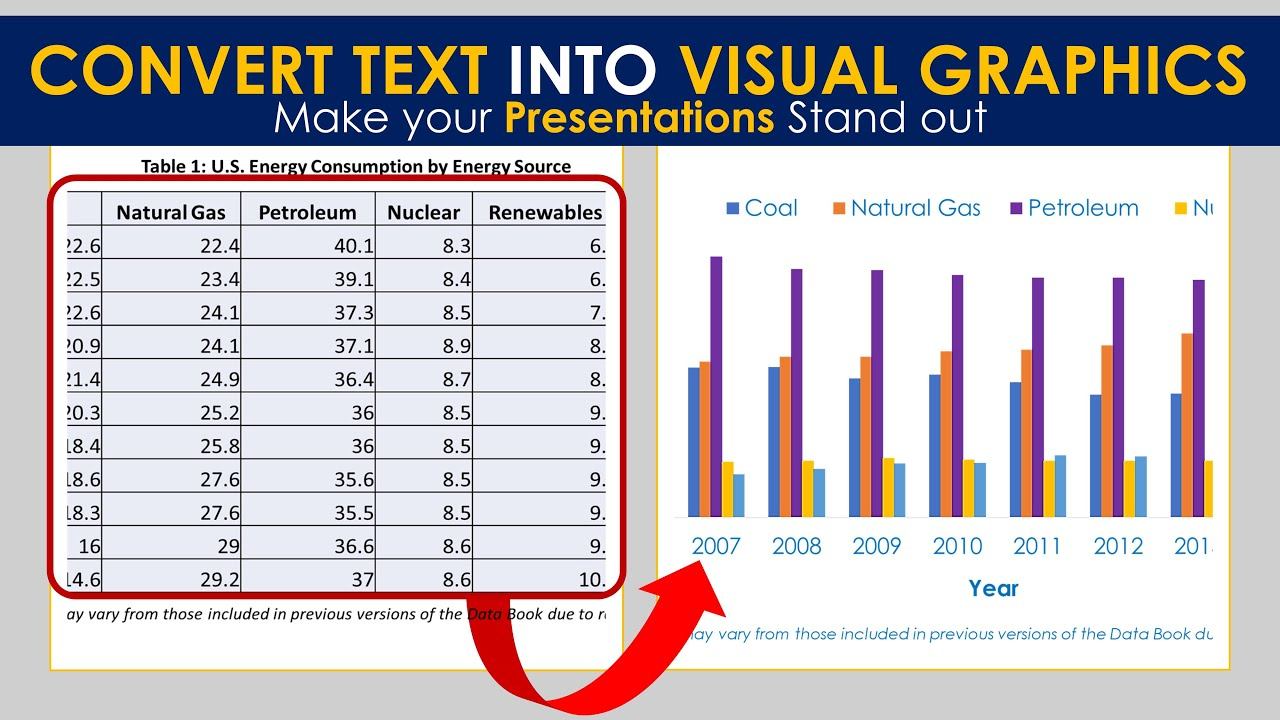 CONVERT TEXT INTO VISUAL GRAPHICS
Make your Presentations Stand out
Table 1: U.S. Energy Consumption by Energy Source
Natural Gas Petroleum Nuclear Renewables
22.6 22.4 40.1 8.3 6.
22.5 23.4 39.1 8.4 6.
22.6 24.1 37.3 8.5 7.
20.9 24.1 37.1 8.9 8.
21.4 24.9 36.4 8.7 8.
20.3 25.2 36 8.5 9.
18.4 25.8 36 8.5 9.
18.6 27.6 35.6 8.5 9.
18.3 27.6 35.5 8.5 9.
16 29 36.6 8.6 9.
14.6 29.2 37 8.6 10.
ay vary from those included in previous versions of the Data Book due to r
Coal Natural Gas Petroleum Nu
2007 2008 2009 2010 2011 2012 201
Year
may vary from those included in previous versions of the Data Book du